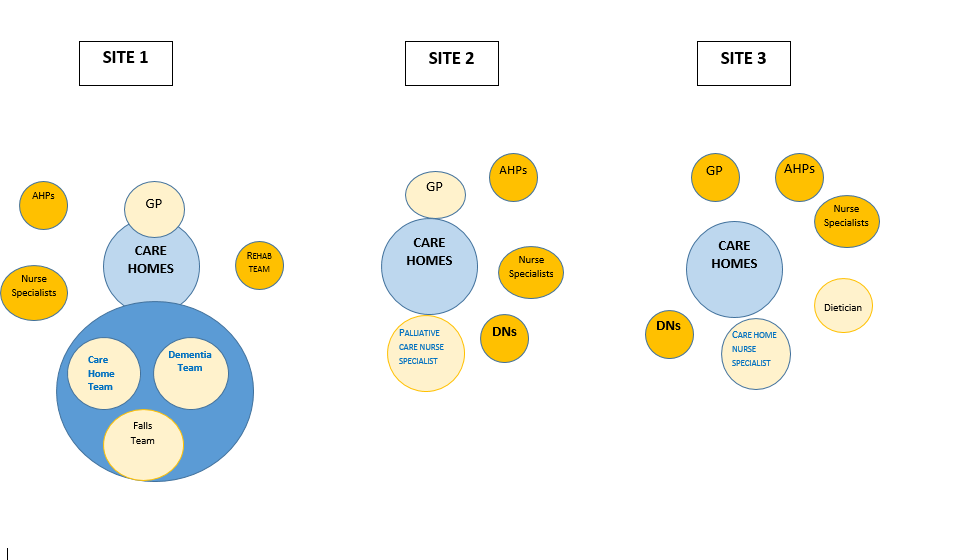 SITE 1
SITE 2
SITE 3
AHPs
GP
CARE
HOMES
REHAB
TEAM
Nurse
Specialists
Care
Home
Team
Dementia
Team
Falls
Team
GP
AHPs
CARE
HOMES
Nurse
Specialists
PALLIATIVE
CARE NURSE
SPECIALIST
DNs
GP
AHPs
Nurse
Specialists
CARE
HOMES
Dietician
DNs
CARE HOME
NURSE
SPECIALIST